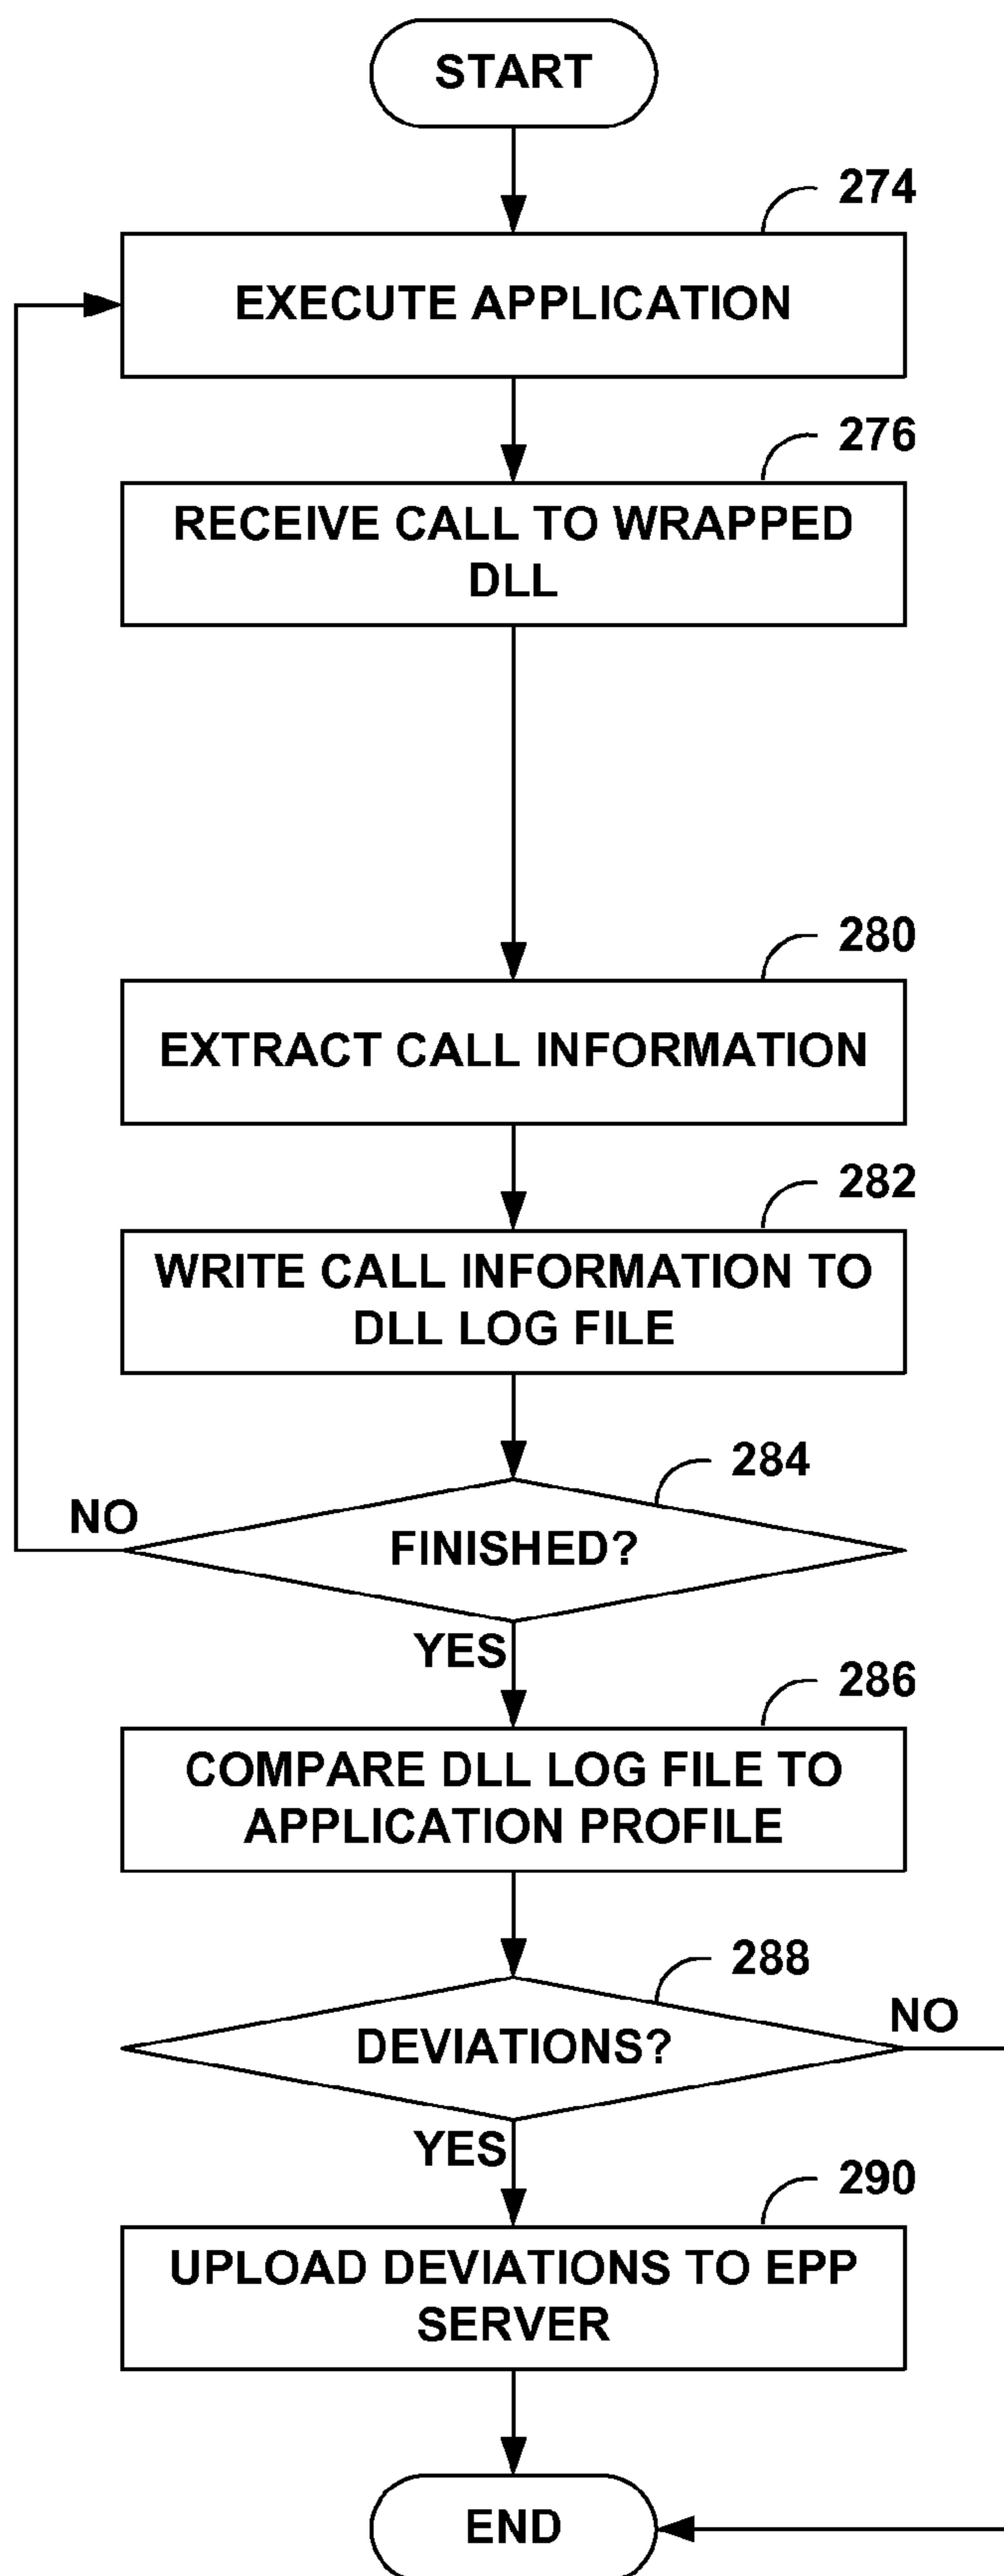 START
274
EXECUTE APPLICATION
276
RECEIVE CALL TO WRAPPED
DLL
280
EXTRACT CALL INFORMATION
282
WRITE CALL INFORMATION TO
DLL LOG FILE
284
NO
FINISHED?
YES
286
COMPARE DLL LOG FILE TO
APPLICATION PROFILE
288
NO
DEVIATIONS?
YES
290
UPLOAD DEVIATIONS TO EPP
SERVER
END